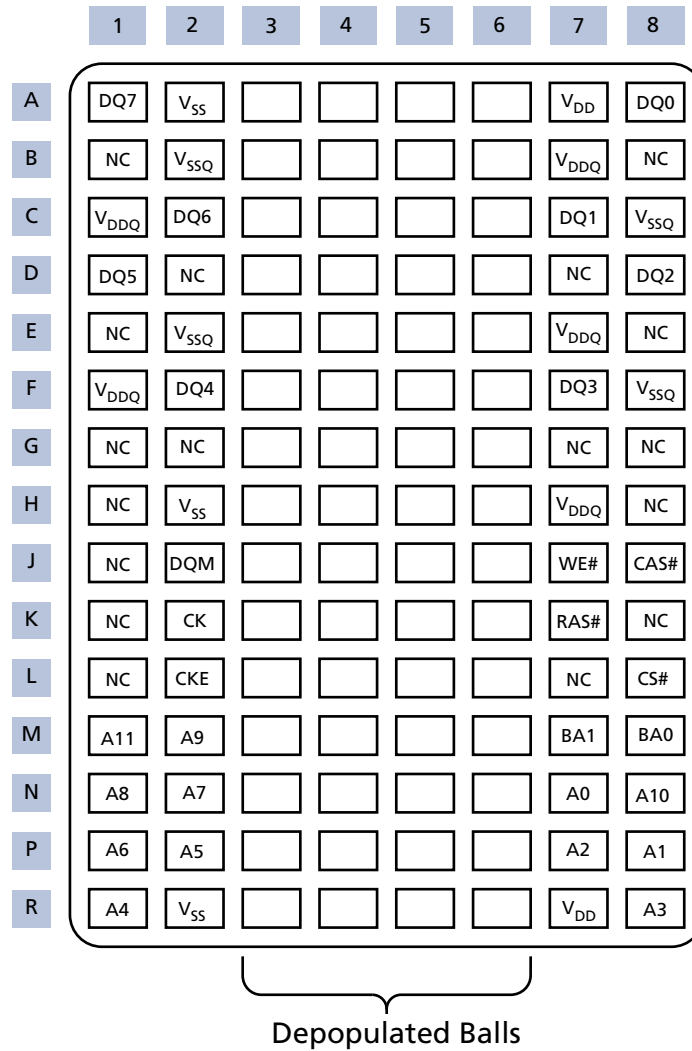 1 2 3 4 5 6 7 8
A DQ7 VSS VDD DQ0
B NC VSSQ VDDQ NC
C VDDQ DQ6 DQ1 VSSQ
D DQ5 NC NC DQ2
E NC VSSQ VDDQ NC
F VDDQ DQ4 DQ3 VSSQ
G NC NC NC NC
H NC VSS VDDQ NC
J NC DQM WE# CAS#
K NC CK RAS# NC
L NC CKE NC CS#
M A11 A9 BA1 BA0
N A8 A7 A0 A10
P A6 A5 A2 A1
R A4 VSS VDD A3
Depopulated Balls